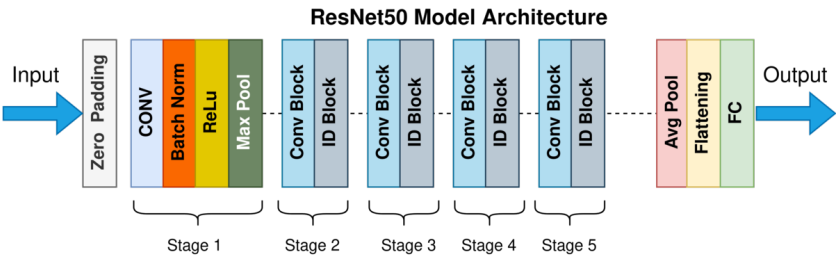 ResNet50 Model Architecture
Input
Zero Padding
CONV
Batch Norm
ReLu
Max Pool
Conv Block
ID Block
Conv Block
ID Block
Conv Block
ID Block
Conv Block
ID Block
Avg Pool
Flattening
FC
Output
Stage 1
Stage 2
Stage 3
Stage 4
Stage 5